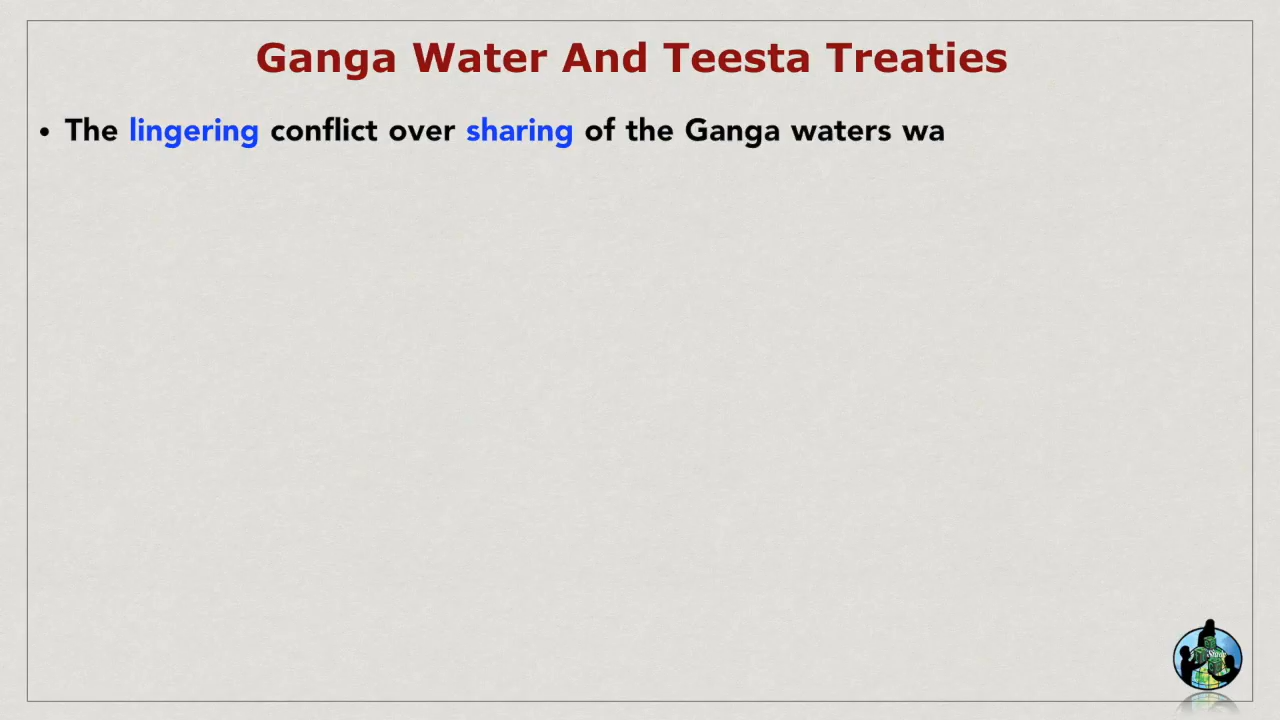 Ganga Water And Teesta Treaties
• The lingering conflict over sharing of the Ganga waters wa